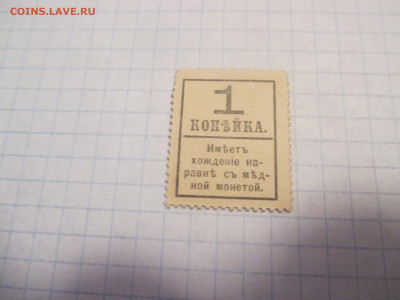 COINS.LAVE.RU
1
КОПѢЙКА.
Имѣетъ
хожденіе на-
равнѣ съ мѣд-
ной монетой.